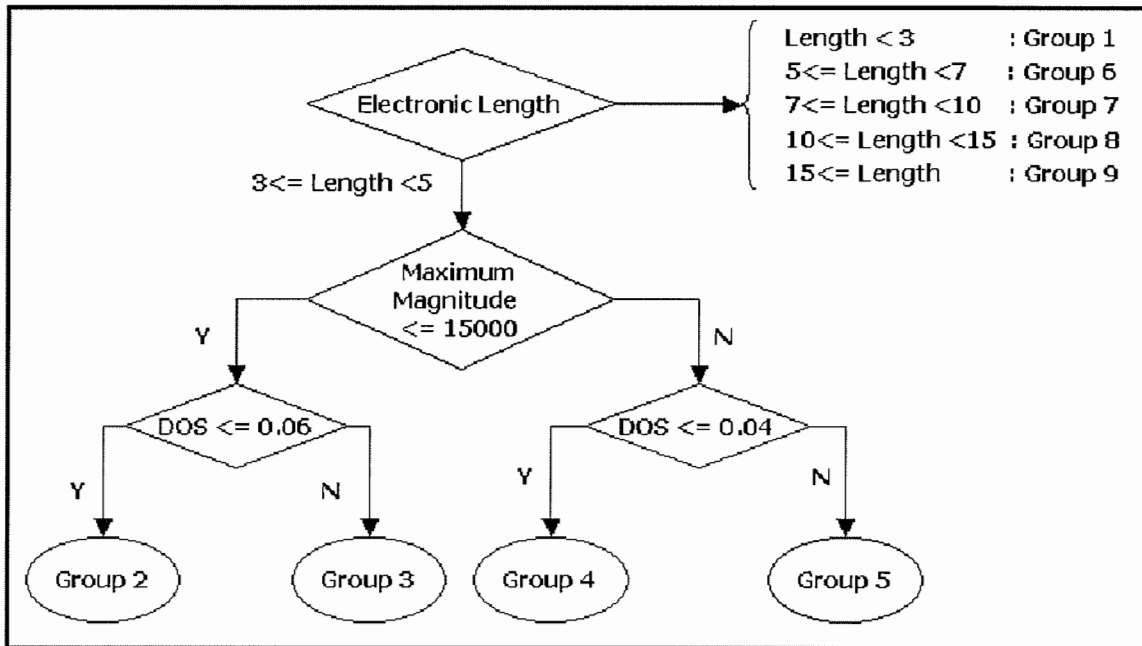 Length < 3 : Group 1
Electronic Length
5<= Length <7 : Group 6
7<= Length <10 : Group 7
10<= Length <15 : Group 8
15<= Length : Group 9
3<= Length <5
Maximum
Magnitude
<= 15000
Y
N
DOS <= 0.06
DOS <= 0.04
Y
N
Y
N
Group 2
Group 3
Group 4
Group 5